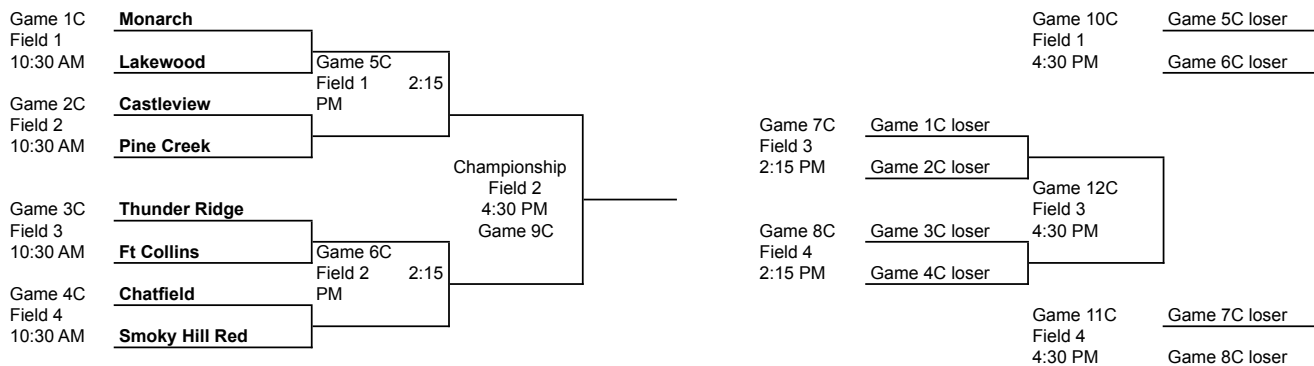 Game 1C
Field 1
10:30 AM
Monarch
Lakewood
Game 2C
Field 2
10:30 AM
Castleview
Pine Creek
Game 5C
Field 1 2:15
PM
Game 3C
Field 3
10:30 AM
Thunder Ridge
Ft Collins
Game 4C
Field 4
10:30 AM
Chatfield
Smoky Hill Red
Game 6C
Field 2 2:15
PM
Championship
Field 2
4:30 PM
Game 9C
Game 7C
Field 3
2:15 PM
Game 1C loser
Game 2C loser
Game 8C
Field 4
2:15 PM
Game 3C loser
Game 4C loser
Game 12C
Field 3
4:30 PM
Game 10C
Field 1
4:30 PM
Game 5C loser
Game 6C loser
Game 11C
Field 4
4:30 PM
Game 7C loser
Game 8C loser